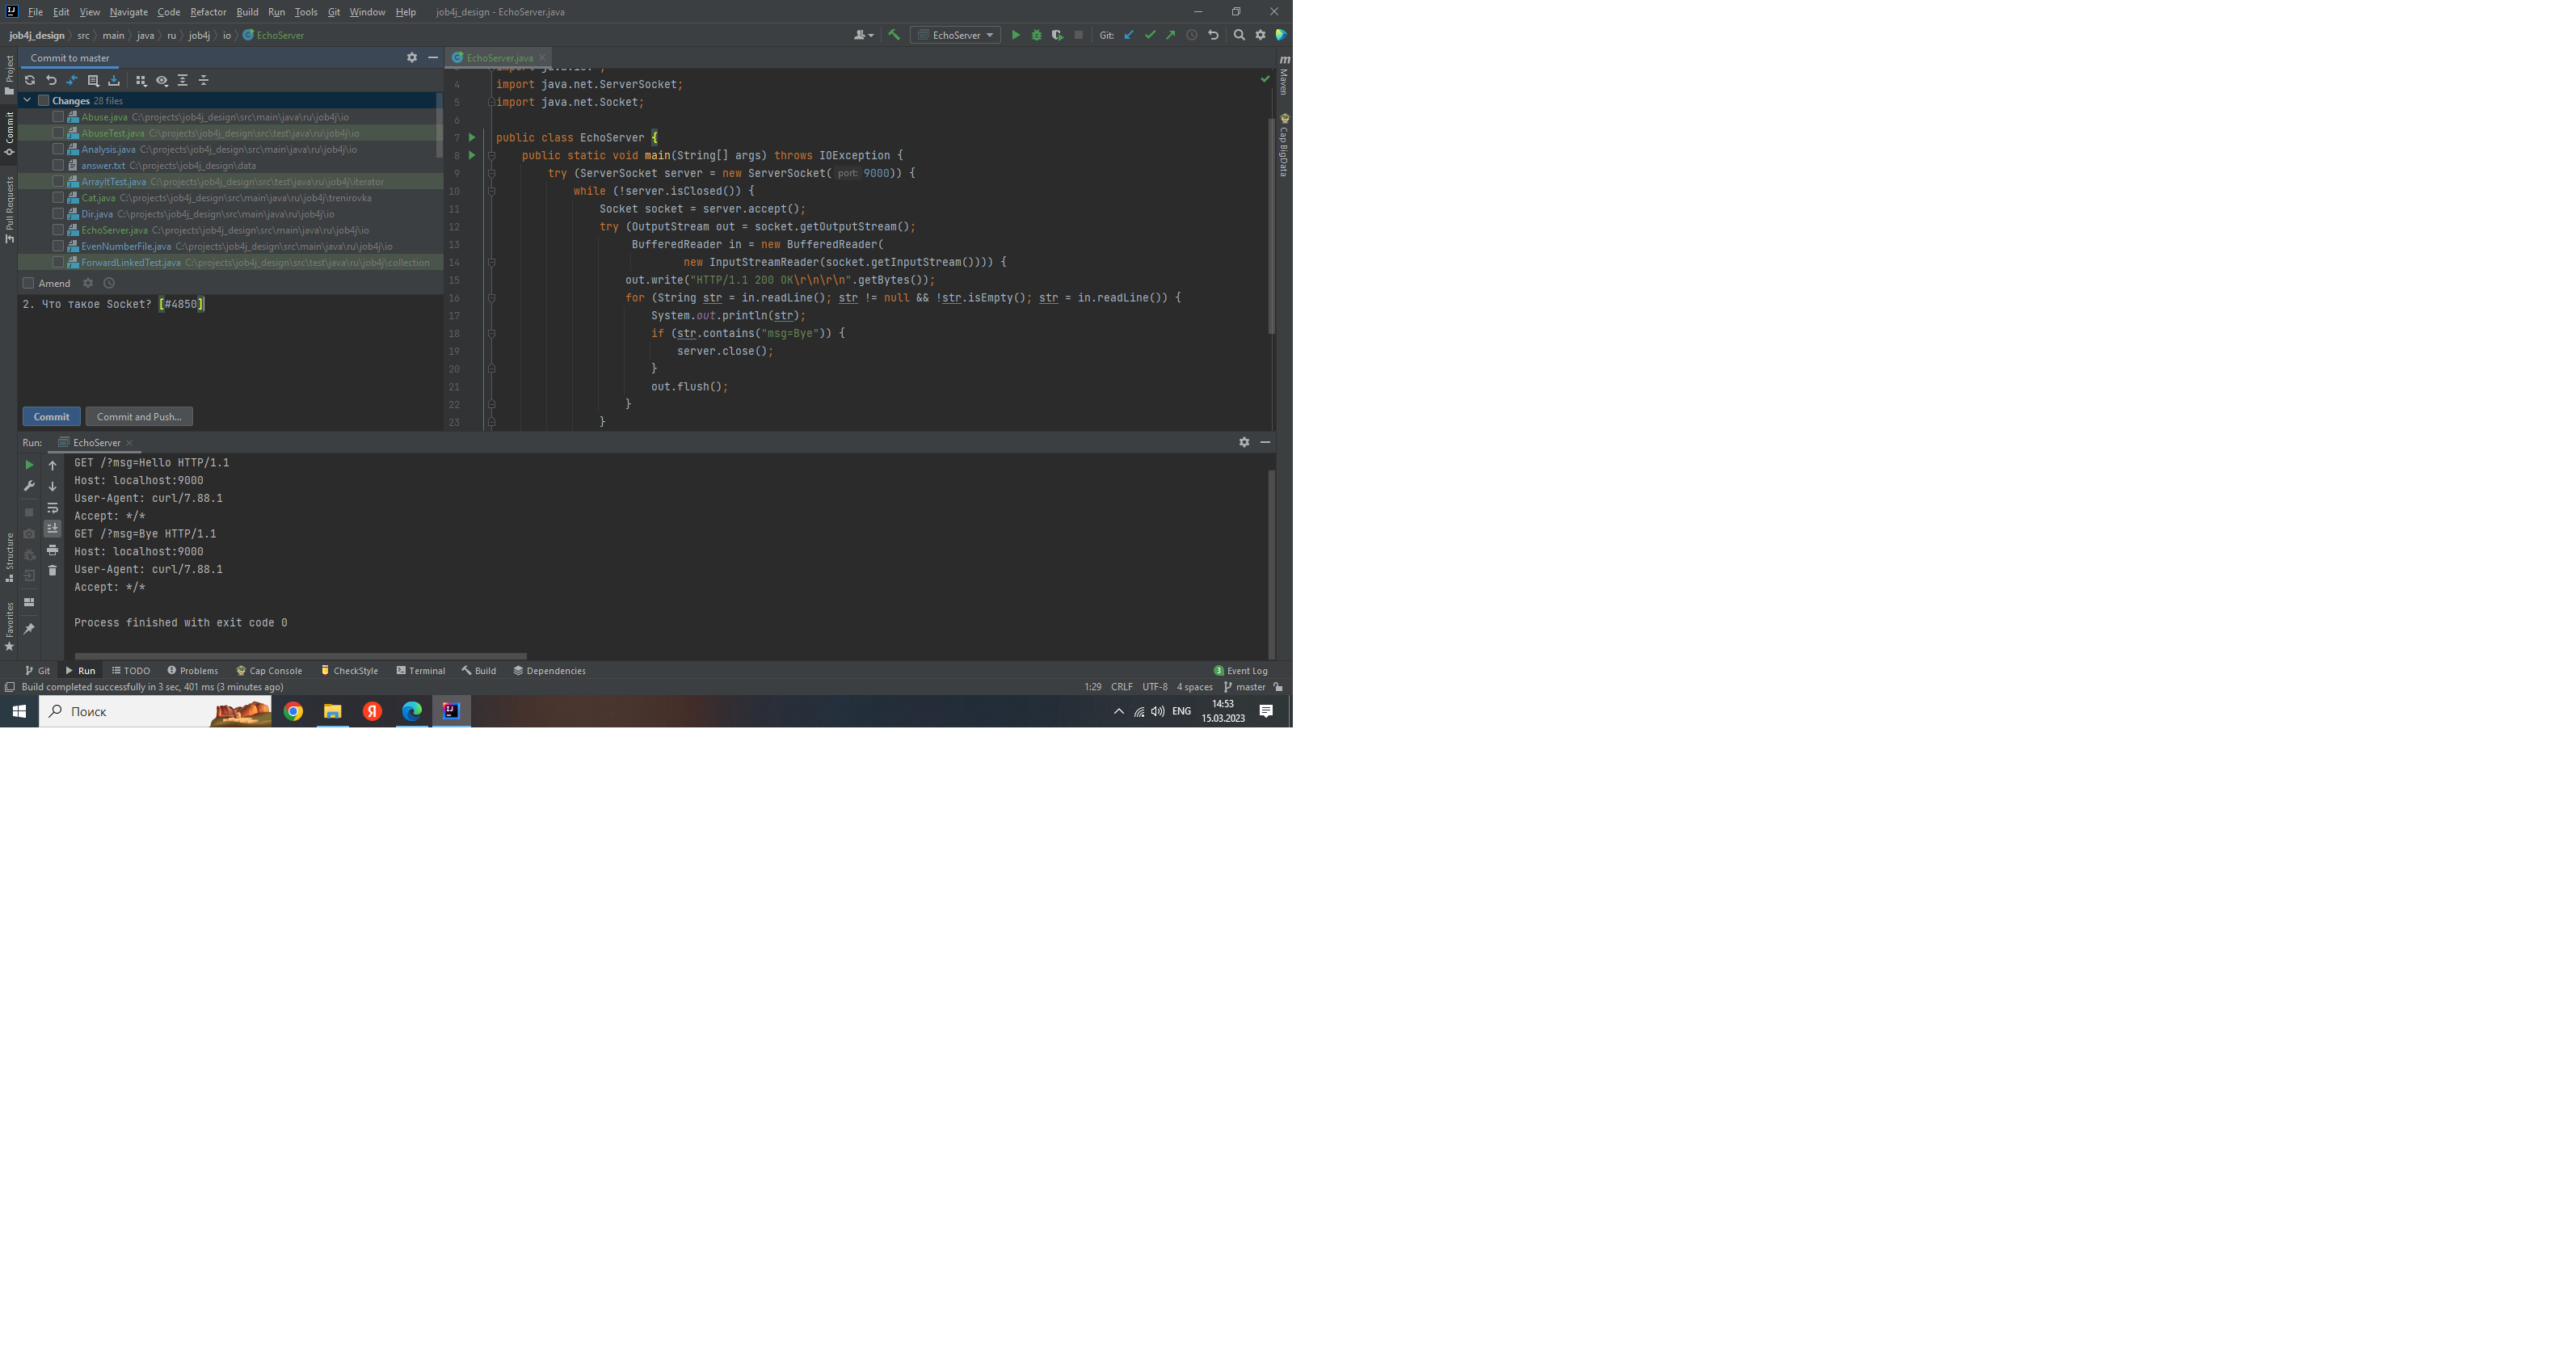 File Edit View Navigate Code Refactor Build Run Tools Git Window Help job4j_design - EchoServer.java
job4j_design src main java ru job4j io EchoServer
EchoServer Git:
Commit to master
EchoServer.java
Project
Commit
Pull Requests
Structure
Favorites
m
Maven
Cap BigData
Changes 28 files
Abuse.java C:\projects\job4j_design\src\main\java\ru\job4j\io
AbuseTest.java C:\projects\job4j_design\src\test\java\ru\job4j\io
Analysis.java C:\projects\job4j_design\src\main\java\ru\job4j\io
answer.txt C:\projects\job4j_design\data
ArrayItTest.java C:\projects\job4j_design\src\test\java\ru\job4j\iterator
Cat.java C:\projects\job4j_design\src\main\java\ru\job4j\trenirovka
Dir.java C:\projects\job4j_design\src\main\java\ru\job4j\io
EchoServer.java C:\projects\job4j_design\src\main\java\ru\job4j\io
EvenNumberFile.java C:\projects\job4j_design\src\main\java\ru\job4j\io
ForwardLinkedTest.java C:\projects\job4j_design\src\test\java\ru\job4j\collection
Amend
2. Что такое Socket? [#4850]
Commit Commit and Push...
4 import java.net.ServerSocket;
5 import java.net.Socket;
6
7 public class EchoServer {
8 public static void main(String[] args) throws IOException {
9 try (ServerSocket server = new ServerSocket( port: 9000)) {
10 while (!server.isClosed()) {
11 Socket socket = server.accept();
12 try (OutputStream out = socket.getOutputStream();
13 BufferedReader in = new BufferedReader(
14 new InputStreamReader(socket.getInputStream()))) {
15 out.write("HTTP/1.1 200 OK\r\n\r\n".getBytes());
16 for (String str = in.readLine(); str != null && !str.isEmpty(); str = in.readLine()) {
17 System.out.println(str);
18 if (str.contains("msg=Bye")) {
19 server.close();
20 }
21 out.flush();
22 }
23 }
Run: EchoServer
GET /?msg=Hello HTTP/1.1
Host: localhost:9000
User-Agent: curl/7.88.1
Accept: */*
GET /?msg=Bye HTTP/1.1
Host: localhost:9000
User-Agent: curl/7.88.1
Accept: */*
Process finished with exit code 0
Git Run TODO Problems Cap Console CheckStyle Terminal Build Dependencies 3 Event Log
Build completed successfully in 3 sec, 401 ms (3 minutes ago) 1:29 CRLF UTF-8 4 spaces master
Поиск
Я
ENG
14:53
15.03.2023